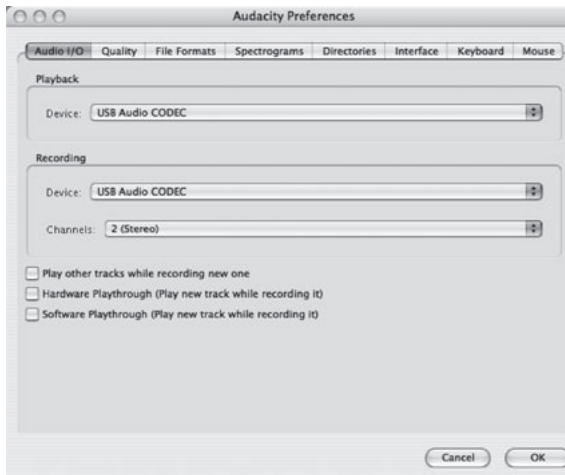 Audacity Preferences
Audio I/O Quality File Formats Spectrograms Directories Interface Keyboard Mouse
Playback
Device: USB Audio CODEC
Recording
Device: USB Audio CODEC
Channels: 2 (Stereo)
Play other tracks while recording new one
Hardware Playthrough (Play new track while recording it)
Software Playthrough (Play new track while recording it)
Cancel OK